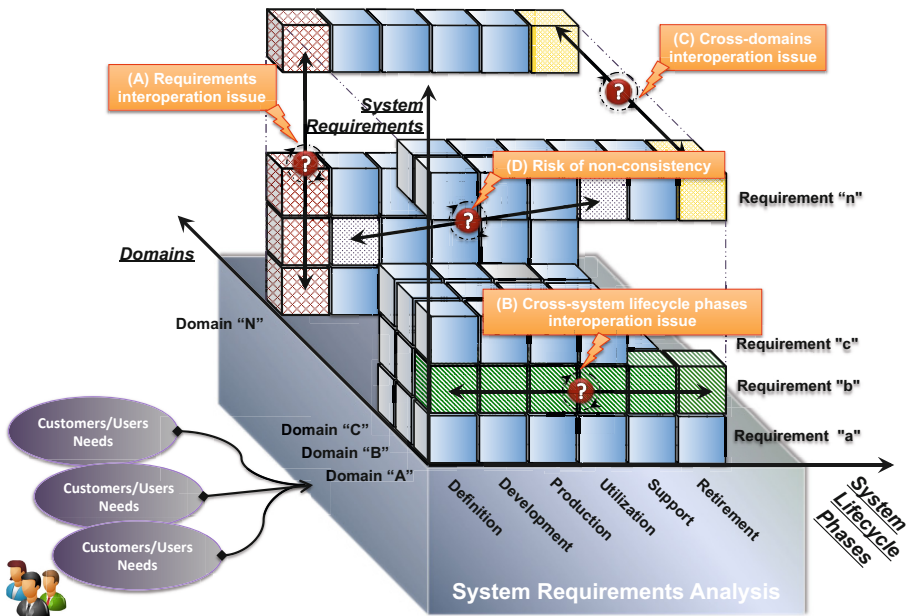 (A) Requirements
interoperation issue
(C) Cross-domains
interoperation issue
System
Requirements
?
?
(D) Risk of non-consistency
?
?
Requirement “n”
Domains
(B) Cross-system lifecycle phases
interoperation issue
Domain “N”
Requirement "c"
Requirement "b"
Requirement "a"
Customers/Users
Needs
Customers/Users
Needs
Customers/Users
Needs
Domain “C”
Domain “B”
Domain “A”
Definition
Development
Production
Utilization
Support
Retirement
System
Lifecycle
Phases
System Requirements Analysis